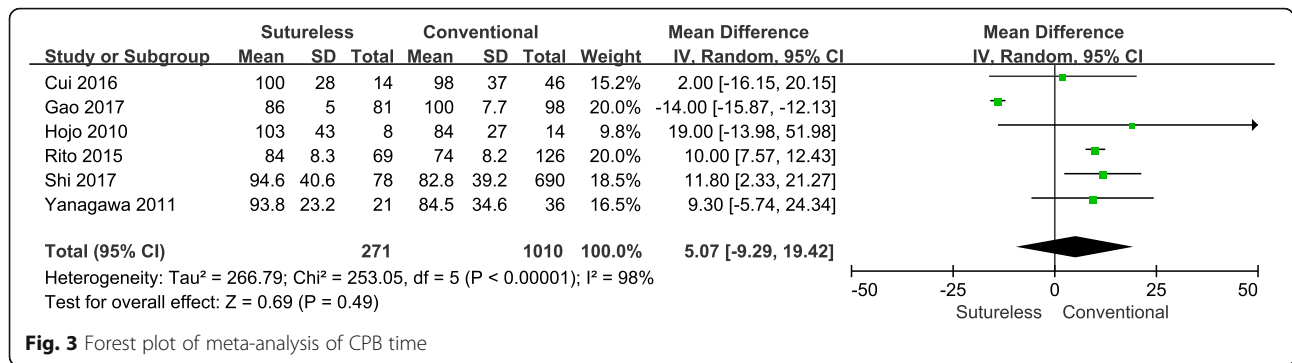 Sutureless Conventional Mean Difference Mean Difference
Study or Subgroup Mean SD Total Mean SD Total Weight IV, Random, 95% CI IV, Random, 95% CI
Cui 2016 100 28 14 98 37 46 15.2% 2.00 [-16.15, 20.15]
Gao 2017 86 5 81 100 7.7 98 20.0% -14.00 [-15.87, -12.13]
Hojo 2010 103 43 8 84 27 14 9.8% 19.00 [-13.98, 51.98]
Rito 2015 84 8.3 69 74 8.2 126 20.0% 10.00 [7.57, 12.43]
Shi 2017 94.6 40.6 78 82.8 39.2 690 18.5% 11.80 [2.33, 21.27]
Yanagawa 2011 93.8 23.2 21 84.5 34.6 36 16.5% 9.30 [-5.74, 24.34]
Total (95% CI) 271 1010 100.0% 5.07 [-9.29, 19.42]
Heterogeneity: Tau² = 266.79; Chi² = 253.05, df = 5 (P < 0.00001); I² = 98%
Test for overall effect: Z = 0.69 (P = 0.49)
-50 -25 0 25 50
Sutureless Conventional
Fig. 3 Forest plot of meta-analysis of CPB time